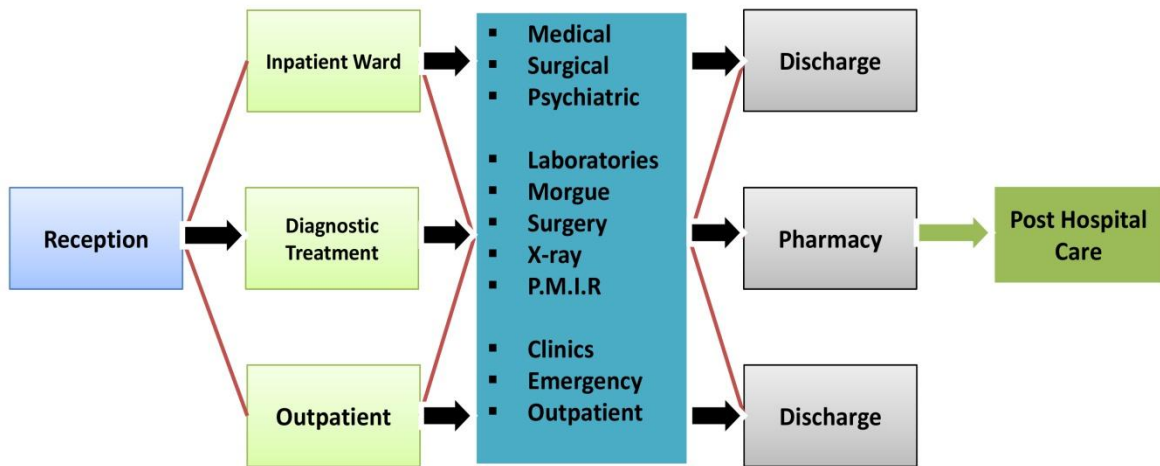 Reception
Inpatient Ward
Diagnostic
Treatment
Outpatient
▪ Medical
▪ Surgical
▪ Psychiatric
▪ Laboratories
▪ Morgue
▪ Surgery
▪ X-ray
▪ P.M.I.R
▪ Clinics
▪ Emergency
▪ Outpatient
Discharge
Pharmacy
Discharge
Post Hospital
Care